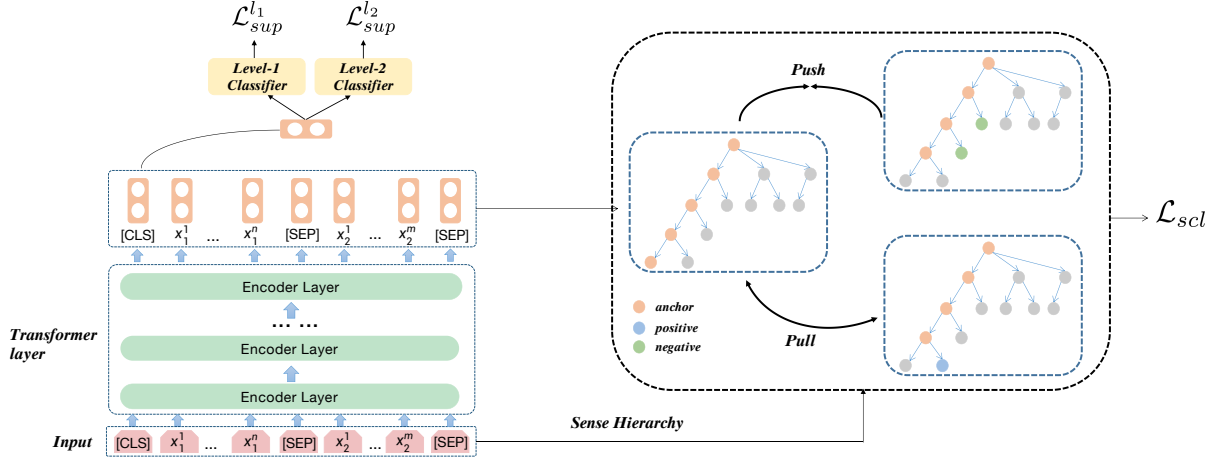 $\mathcal{L}_{sup}^{l_1}$ $\mathcal{L}_{sup}^{l_2}$
Level-1 Classifier
Level-2 Classifier
[CLS] $x_1^1$ ... $x_1^n$ [SEP] $x_2^1$ ... $x_2^m$ [SEP]
Encoder Layer
... ...
Encoder Layer
Encoder Layer
Transformer layer
Input
[CLS] $x_1^1$ ... $x_1^n$ [SEP] $x_2^1$ ... $x_2^m$ [SEP]
Sense Hierarchy
Push
anchor
positive
negative
Pull
$\mathcal{L}_{scl}$